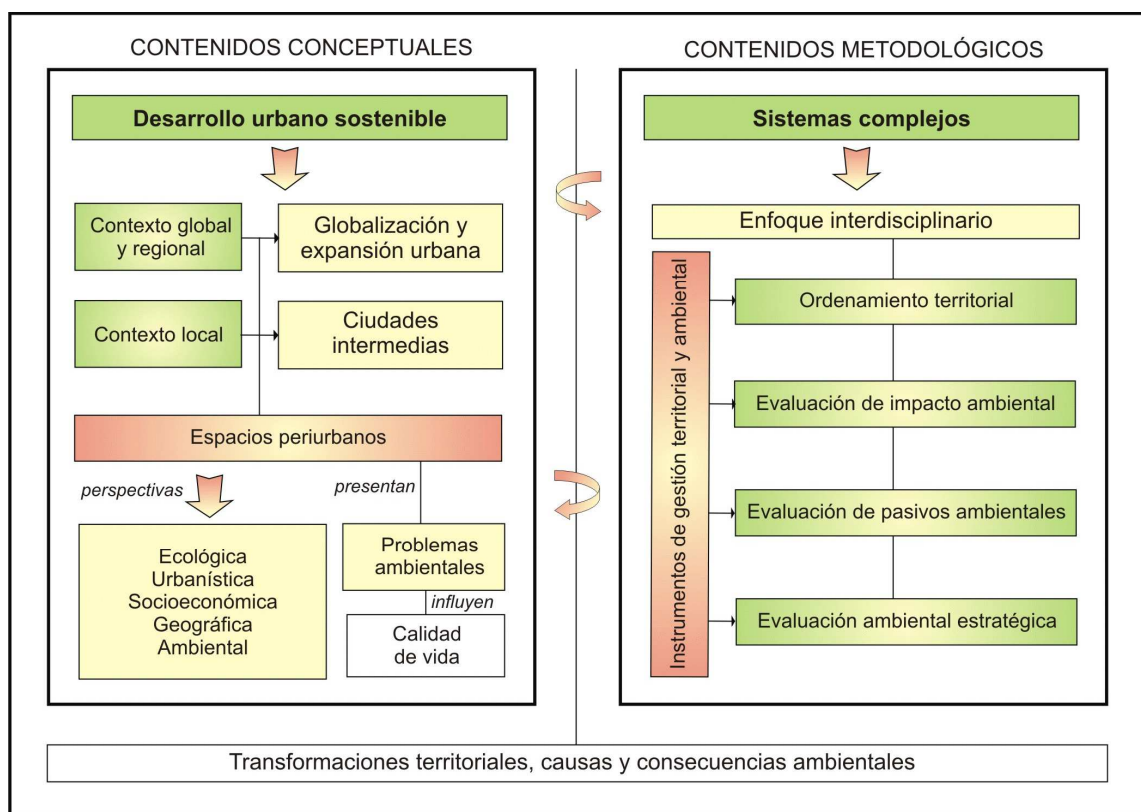 CONTENIDOS CONCEPTUALES
Desarrollo urbano sostenible
Contexto global
y regional
Globalización y
expansión urbana
Contexto local
Ciudades
intermedias
Espacios periurbanos
perspectivas
presentan
Ecológica
Urbanística
Socioeconómica
Geográfica
Ambiental
Problemas
ambientales
influyen
Calidad
de vida
CONTENIDOS METODOLÓGICOS
Sistemas complejos
Enfoque interdisciplinario
Instrumentos de gestión territorial y ambiental
Ordenamiento territorial
Evaluación de impacto ambiental
Evaluación de pasivos ambientales
Evaluación ambiental estratégica
Transformaciones territoriales, causas y consecuencias ambientales